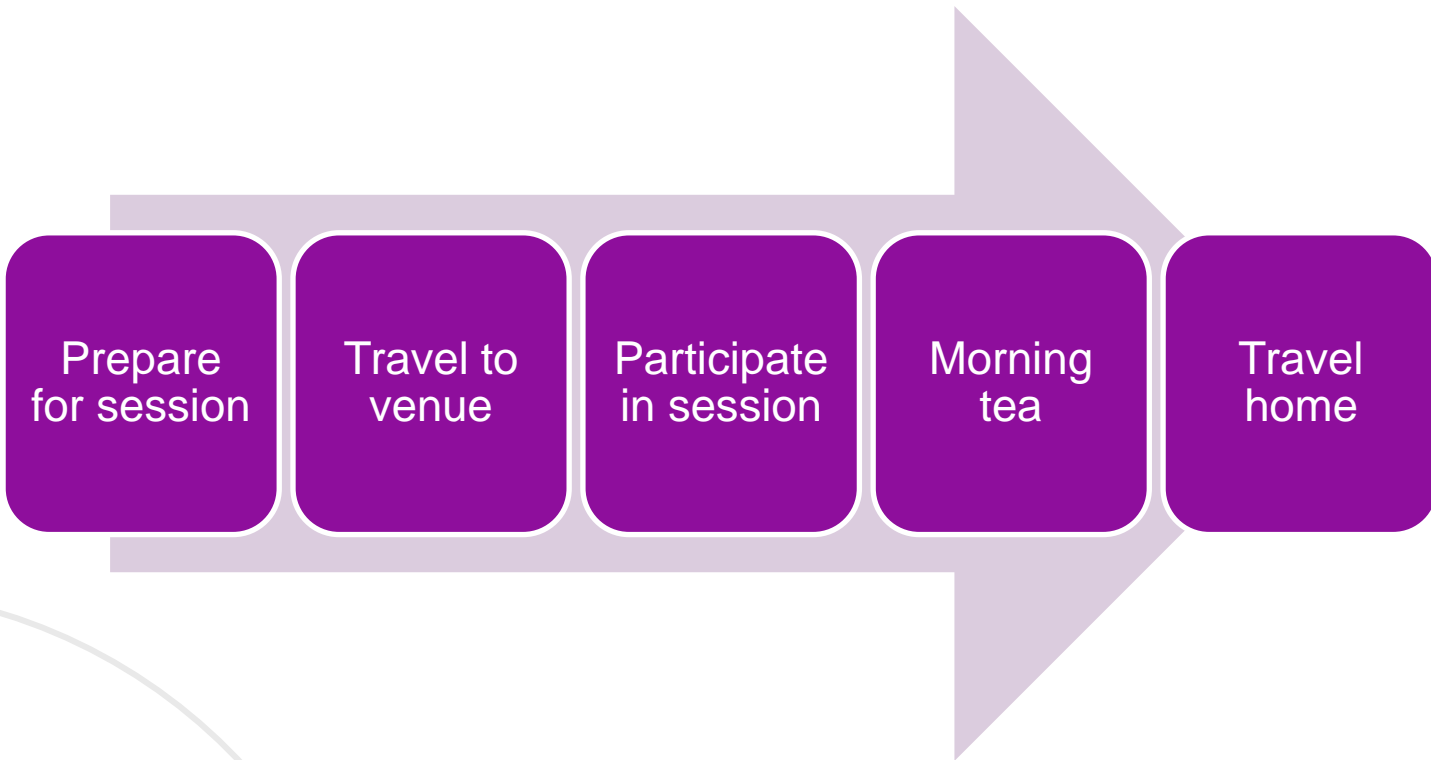 Prepare
for session
Travel to
venue
Participate
in session
Morning
tea
Travel
home